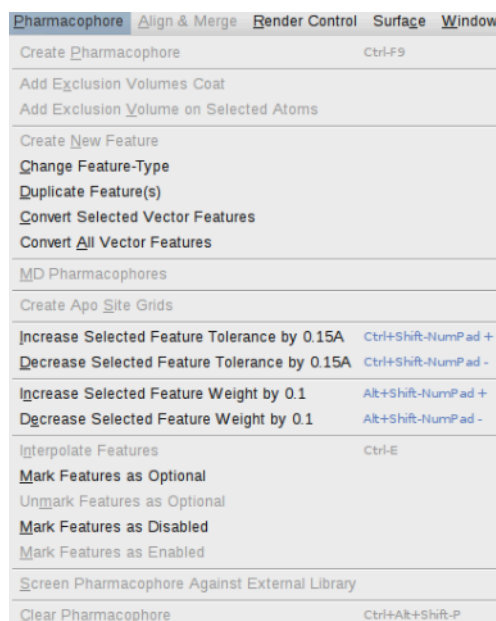 Pharmacophore Align & Merge Render Control Surface Window
Create Pharmacophore Ctrl-F9
Add Exclusion Volumes Coat
Add Exclusion Volume on Selected Atoms
Create New Feature
Change Feature-Type
Duplicate Feature(s)
Convert Selected Vector Features
Convert All Vector Features
MD Pharmacophores
Create Apo Site Grids
Increase Selected Feature Tolerance by 0.15A Ctrl+Shift-NumPad +
Decrease Selected Feature Tolerance by 0.15A Ctrl+Shift-NumPad -
Increase Selected Feature Weight by 0.1 Alt+Shift-NumPad +
Decrease Selected Feature Weight by 0.1 Alt+Shift-NumPad -
Interpolate Features Ctrl-E
Mark Features as Optional
Unmark Features as Optional
Mark Features as Disabled
Mark Features as Enabled
Screen Pharmacophore Against External Library
Clear Pharmacophore Ctrl+Alt+Shift-P